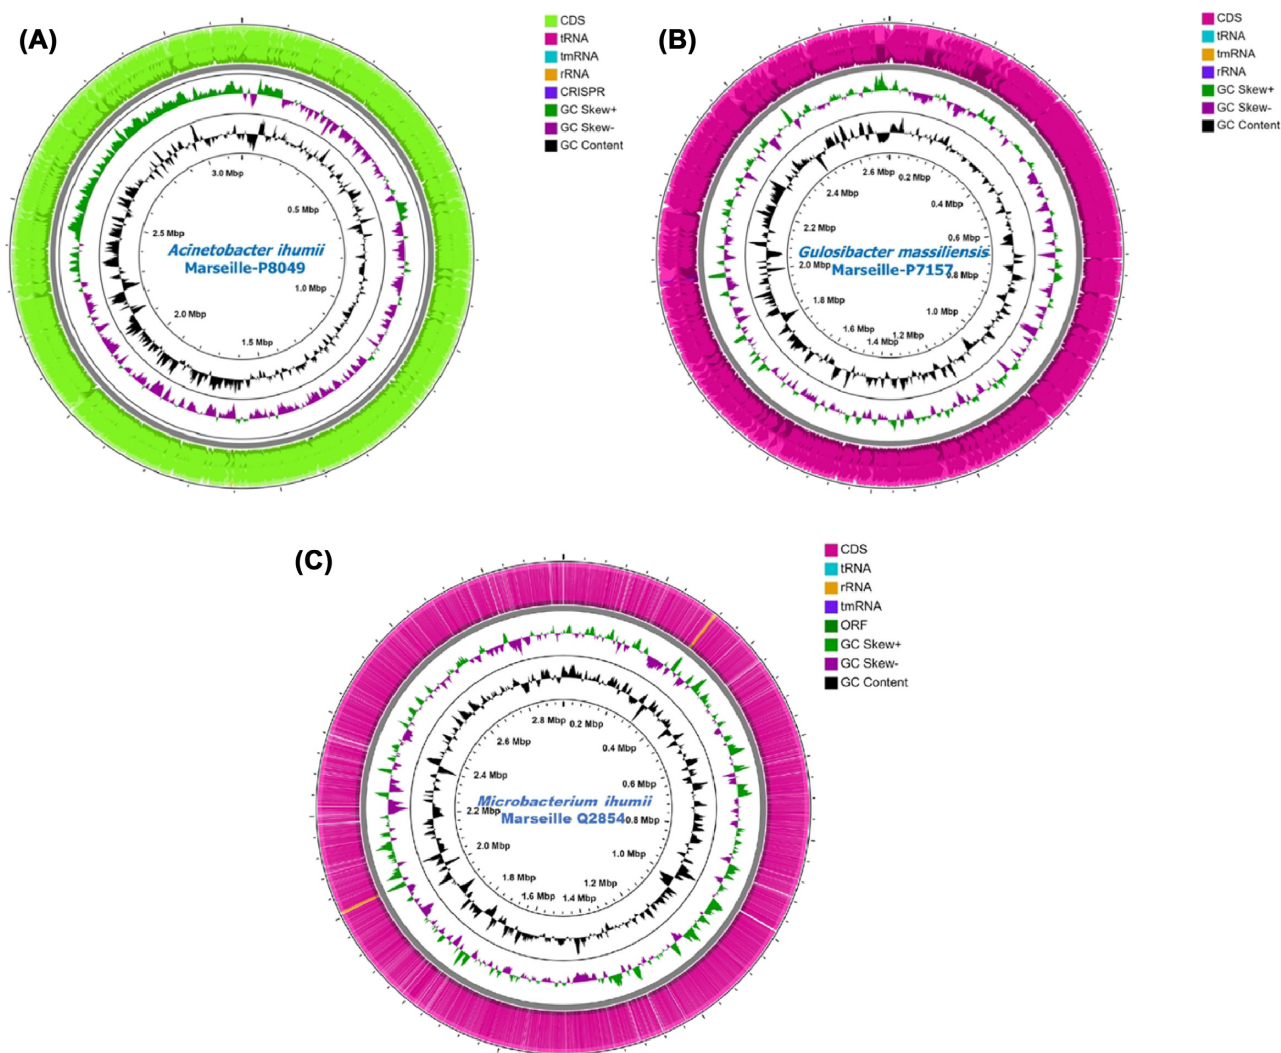 (A)
CDS
tRNA
tmRNA
rRNA
CRISPR
GC Skew+
GC Skew-
GC Content
3.0 Mbp
0.5 Mbp
2.5 Mbp
Acinetobacter ihumii
Marseille-P8049
1.0 Mbp
2.0 Mbp
1.5 Mbp
(B)
CDS
tRNA
tmRNA
rRNA
GC Skew+
GC Skew-
GC Content
2.6 Mbp
0.2 Mbp
2.4 Mbp
0.4 Mbp
2.2 Mbp
0.6 Mbp
Gulosibacter massiliensis
2.0 Mbp
Marseille-P7157
0.8 Mbp
1.8 Mbp
1.0 Mbp
1.6 Mbp
1.2 Mbp
1.4 Mbp
(C)
CDS
tRNA
rRNA
tmRNA
ORF
GC Skew+
GC Skew-
GC Content
2.8 Mbp
0.2 Mbp
2.6 Mbp
0.4 Mbp
2.4 Mbp
0.6 Mbp
Microbacterium ihumii
2.2 Mbp
Marseille Q2854
0.8 Mbp
2.0 Mbp
1.0 Mbp
1.8 Mbp
1.2 Mbp
1.6 Mbp
1.4 Mbp